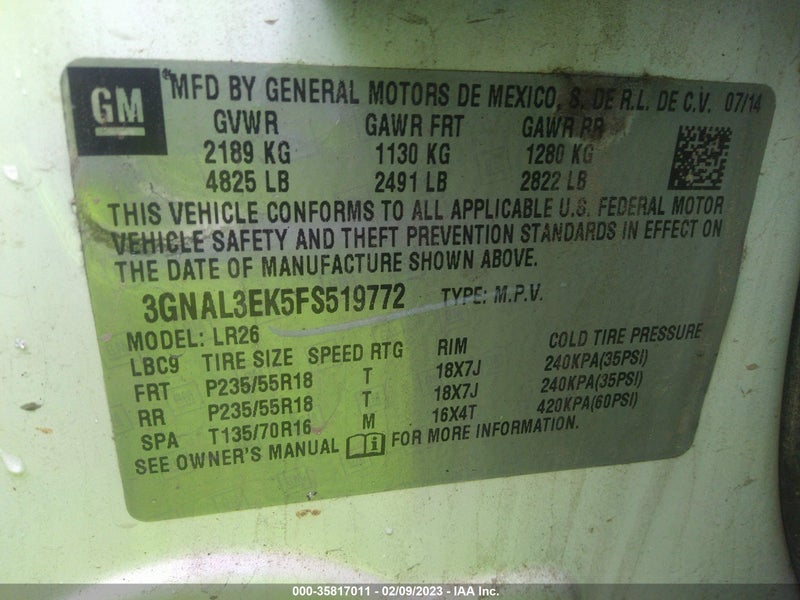 GM
*MFD BY GENERAL MOTORS DE MEXICO, S. DE R.L. DE C.V. 07/14
GVWR GAWR FRT GAWR RR
2189 KG 1130 KG 1280 KG
4825 LB 2491 LB 2822 LB
THIS VEHICLE CONFORMS TO ALL APPLICABLE U.S. FEDERAL MOTOR
VEHICLE SAFETY AND THEFT PREVENTION STANDARDS IN EFFECT ON
THE DATE OF MANUFACTURE SHOWN ABOVE.
3GNAL3EK5FS519772 TYPE: M.P.V.
MODEL: LR26
LBC9 TIRE SIZE SPEED RTG RIM COLD TIRE PRESSURE
FRT P235/55R18 T 18X7J 240KPA(35PSI)
RR P235/55R18 T 18X7J 240KPA(35PSI)
SPA T135/70R16 M 16X4T 420KPA(60PSI)
SEE OWNER'S MANUAL i FOR MORE INFORMATION.
000-35817011 - 02/09/2023 - IAA Inc.